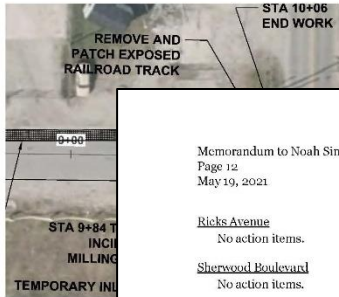 STA 10+06
END WORK
REMOVE AND
PATCH EXPOSED
RAILROAD TRACK
9+00
STA 9+84
INCI
MILLING
TEMPORARY INL
Memorandum to Noah Sin
Page 12
May 19, 2021
Ricks Avenue
No action items.
Sherwood Boulevard
No action items.